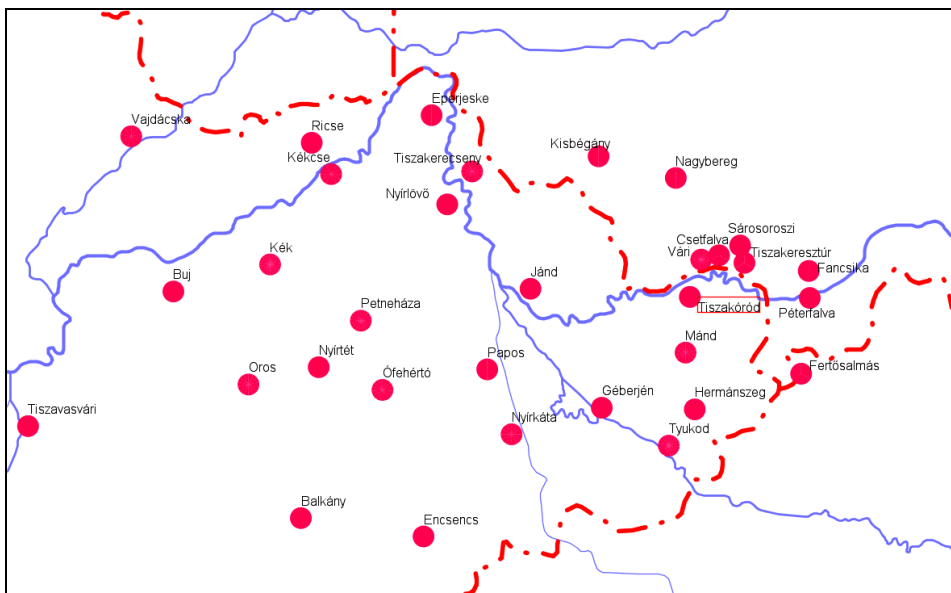 Eperjeske
Vajdácska
Ricse
Kékcse
Tiszakerecseny
Kisbégány
Nagybereg
Nyírlövő
Sárosoroszi
Csetfalva
Vári
Tiszakeresztúr
Kék
Fancsika
Buj
Jánd
Tiszakóród
Péterfalva
Petneháza
Mánd
Nyírtét
Papos
Fertősalmás
Oros
Ófehértó
Géberjén
Hermánszeg
Tiszavasvári
Nyírkáta
Tyukod
Balkány
Encsencs